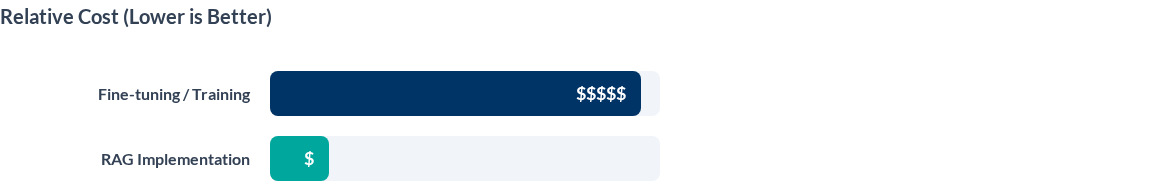 Relative Cost (Lower is Better)
Fine-tuning / Training $$$$$
RAG Implementation $